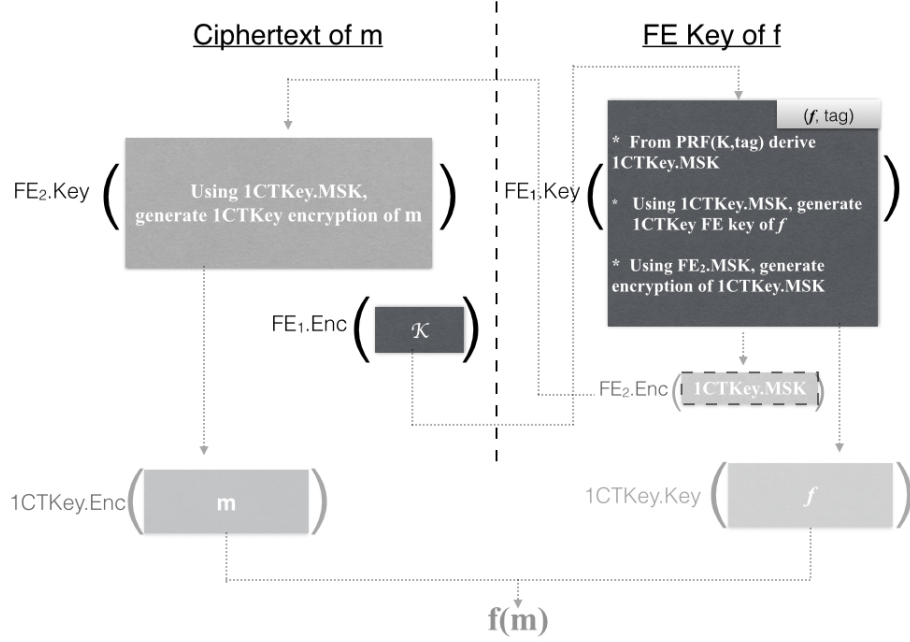 Ciphertext of m
FE Key of f
(f, tag)
FE₂.Key
Using 1CTKey.MSK,
generate 1CTKey encryption of m
FE₁.Key
* From PRF(K,tag) derive
1CTKey.MSK
* Using 1CTKey.MSK, generate
1CTKey FE key of f
* Using FE₂.MSK, generate
encryption of 1CTKey.MSK
FE₁.Enc
K
FE₂.Enc
1CTKey.MSK
1CTKey.Enc
m
1CTKey.Key
f
f(m)